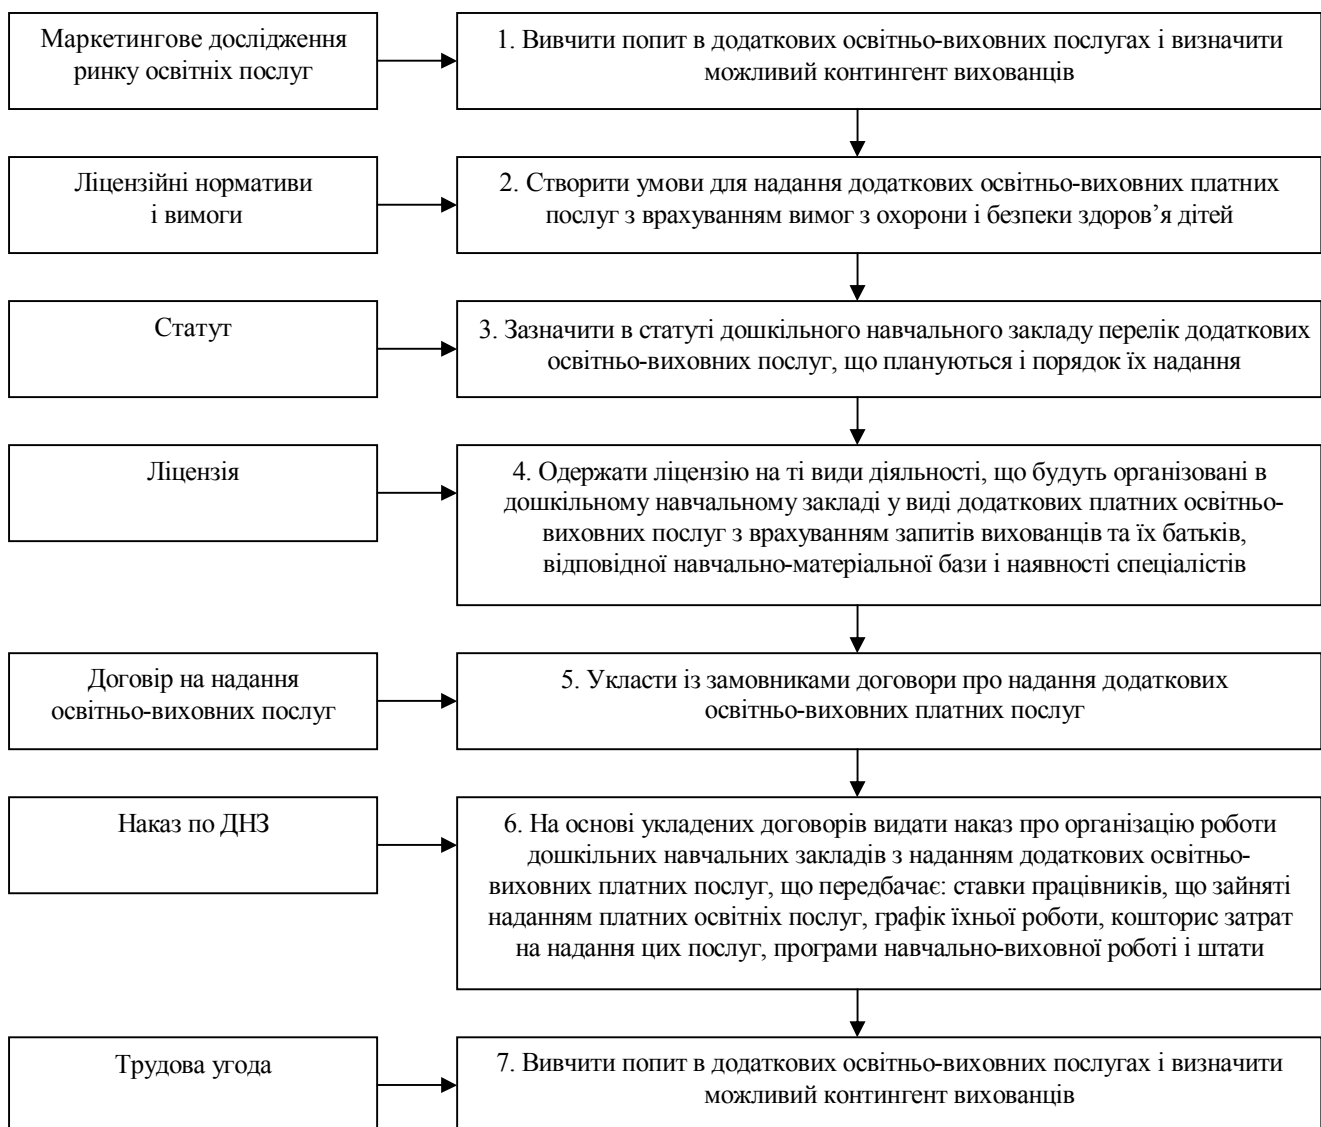 Маркетингове дослідження
ринку освітніх послуг
1. Вивчити попит в додаткових освітньо-виховних послугах і визначити
можливий контингент вихованців
Ліцензійні нормативи
і вимоги
2. Створити умови для надання додаткових освітньо-виховних платних
послуг з врахуванням вимог з охорони і безпеки здоров’я дітей
Статут
3. Зазначити в статуті дошкільного навчального закладу перелік додаткових
освітньо-виховних послуг, що плануються і порядок їх надання
Ліцензія
4. Одержати ліцензію на ті види діяльності, що будуть організовані в
дошкільному навчальному закладі у виді додаткових платних освітньо-
виховних послуг з врахуванням запитів вихованців та їх батьків,
відповідної навчально-матеріальної бази і наявності спеціалістів
Договір на надання
освітньо-виховних послуг
5. Укласти із замовниками договори про надання додаткових
освітньо-виховних платних послуг
Наказ по ДНЗ
6. На основі укладених договорів видати наказ про організацію роботи
дошкільних навчальних закладів з наданням додаткових освітньо-
виховних платних послуг, що передбачає: ставки працівників, що зайняті
наданням платних освітніх послуг, графік їхньої роботи, кошторис затрат
на надання цих послуг, програми навчально-виховної роботі і штати
Трудова угода
7. Вивчити попит в додаткових освітньо-виховних послугах і визначити
можливий контингент вихованців